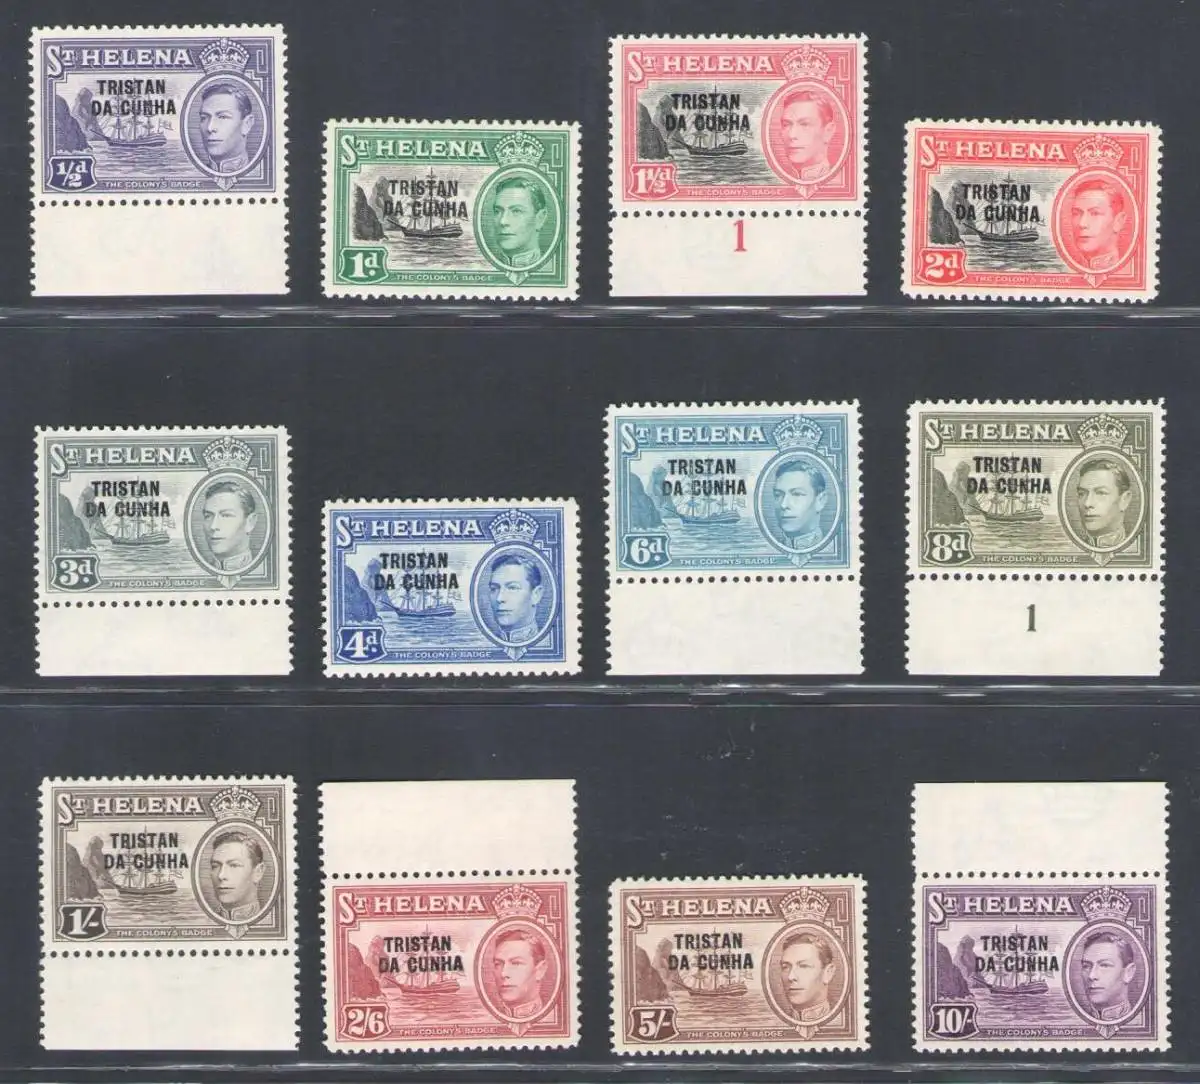 ST HELENA
TRISTAN
DA CUNHA
1/2d
THE COLONY'S BADGE
ST HELENA
TRISTAN
DA CUNHA
1d.
THE COLONY'S BADGE
ST HELENA
TRISTAN
DA CUNHA
1 1/2d
THE COLONY'S BADGE
1
ST HELENA
TRISTAN
DA CUNHA
2d.
THE COLONY'S BADGE
ST HELENA
TRISTAN
DA CUNHA
3d.
THE COLONY'S BADGE
ST HELENA
TRISTAN
DA CUNHA
4d.
THE COLONY'S BADGE
ST HELENA
TRISTAN
DA CUNHA
6d.
THE COLONY'S BADGE
ST HELENA
TRISTAN
DA CUNHA
8d.
THE COLONY'S BADGE
1
ST HELENA
TRISTAN
DA CUNHA
1/-
THE COLONY'S BADGE
ST HELENA
TRISTAN
DA CUNHA
2/6
THE COLONY'S BADGE
ST HELENA
TRISTAN
DA CUNHA
5/-
THE COLONY'S BADGE
ST HELENA
TRISTAN
DA CUNHA
10/-
THE COLONY'S BADGE